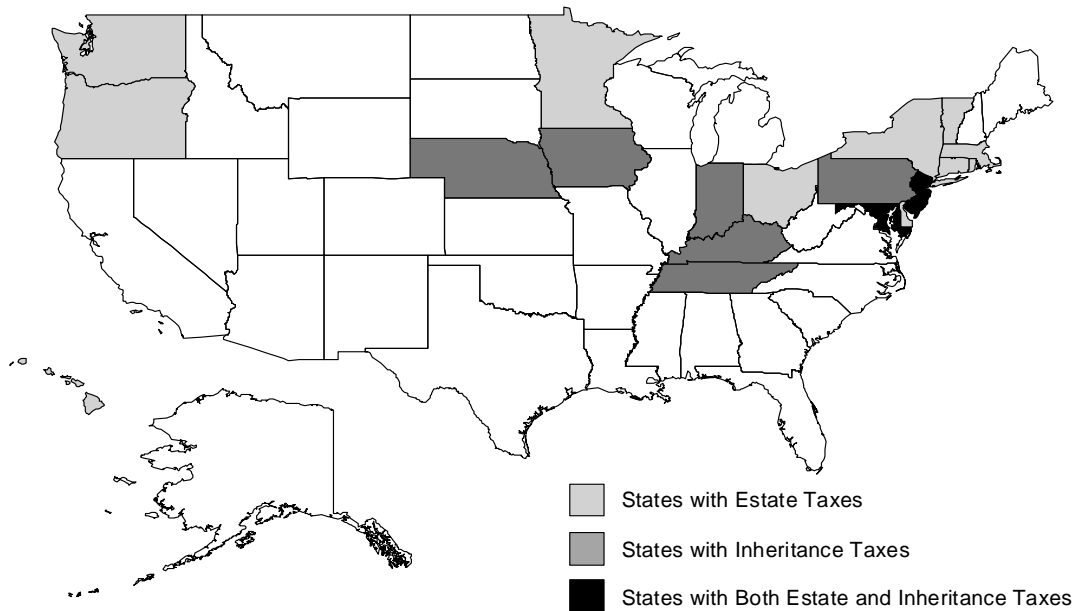 States with Estate Taxes
States with Inheritance Taxes
States with Both Estate and Inheritance Taxes